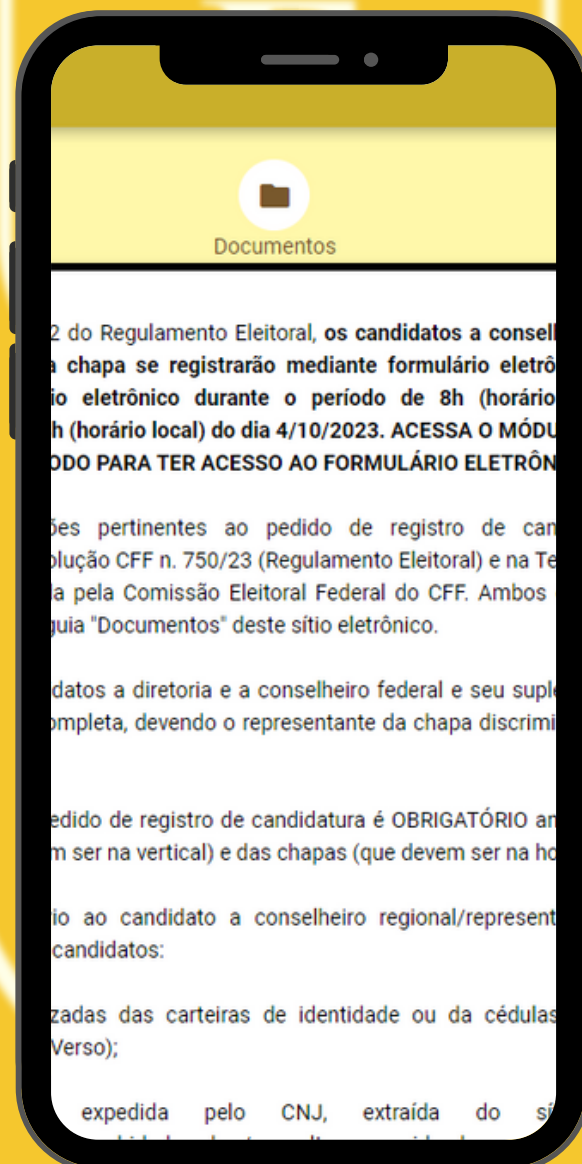 Documentos
2 do Regulamento Eleitoral, os candidatos a consel
chapa se registrarão mediante formulário eletrô
io eletrônico durante o período de 8h (horário
h (horário local) do dia 4/10/2023. ACESSA O MÓDU
ODO PARA TER ACESSO AO FORMULÁRIO ELETRÔN
ões pertinentes ao pedido de registro de can
olução CFF n. 750/23 (Regulamento Eleitoral) e na Te
la pela Comissão Eleitoral Federal do CFF. Ambos
guia "Documentos" deste sítio eletrônico.
datos a diretoria e a conselheiro federal e seu suple
ompleta, devendo o representante da chapa discrimi
edido de registro de candidatura é OBRIGATÓRIO an
m ser na vertical) e das chapas (que devem ser na ho
io ao candidato a conselheiro regional/represent
candidatos:
zadas das carteiras de identidade ou da cédulas
Verso);
expedida pelo CNJ, extraída do sí